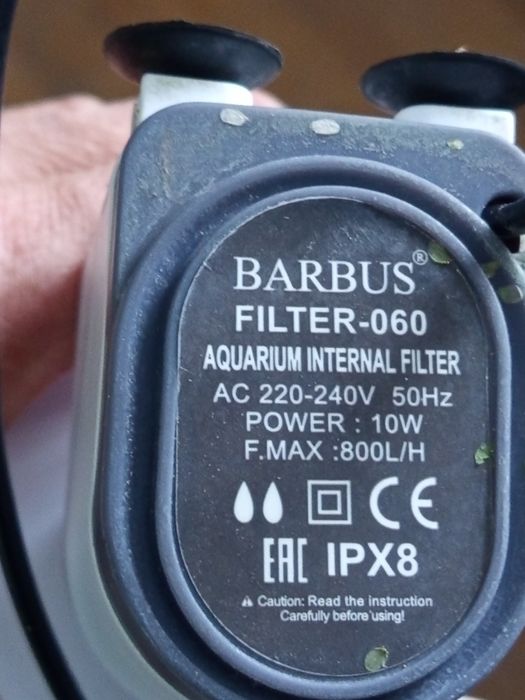 BARBUS®
FILTER-060
AQUARIUM INTERNAL FILTER
AC 220-240V 50Hz
POWER : 10W
F.MAX :800L/H
CE
EAC IPX8
Caution: Read the instruction
Carefully before using!